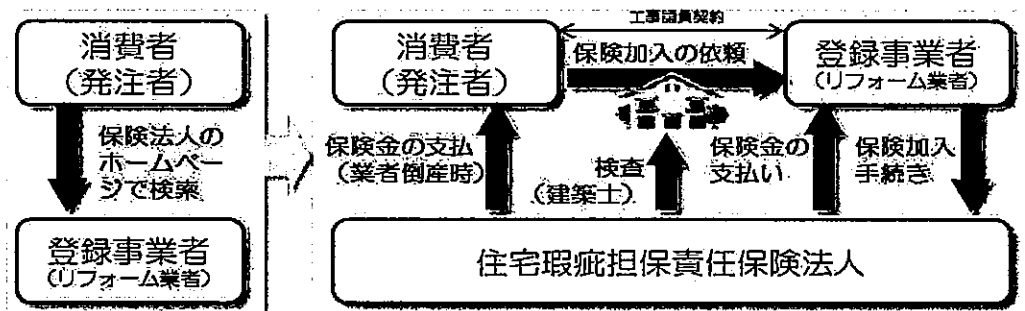 消費者
(発注者)
保険法人の
ホームペー
ジで検索
登録事業者
(リフォーム業者)
工事請負契約
消費者
(発注者)
保険加入の依頼
登録事業者
(リフォーム業者)
保険金の支払
(業者倒産時)
検査
(建築士)
保険金の
支払い
保険加入
手続き
住宅瑕疵担保責任保険法人